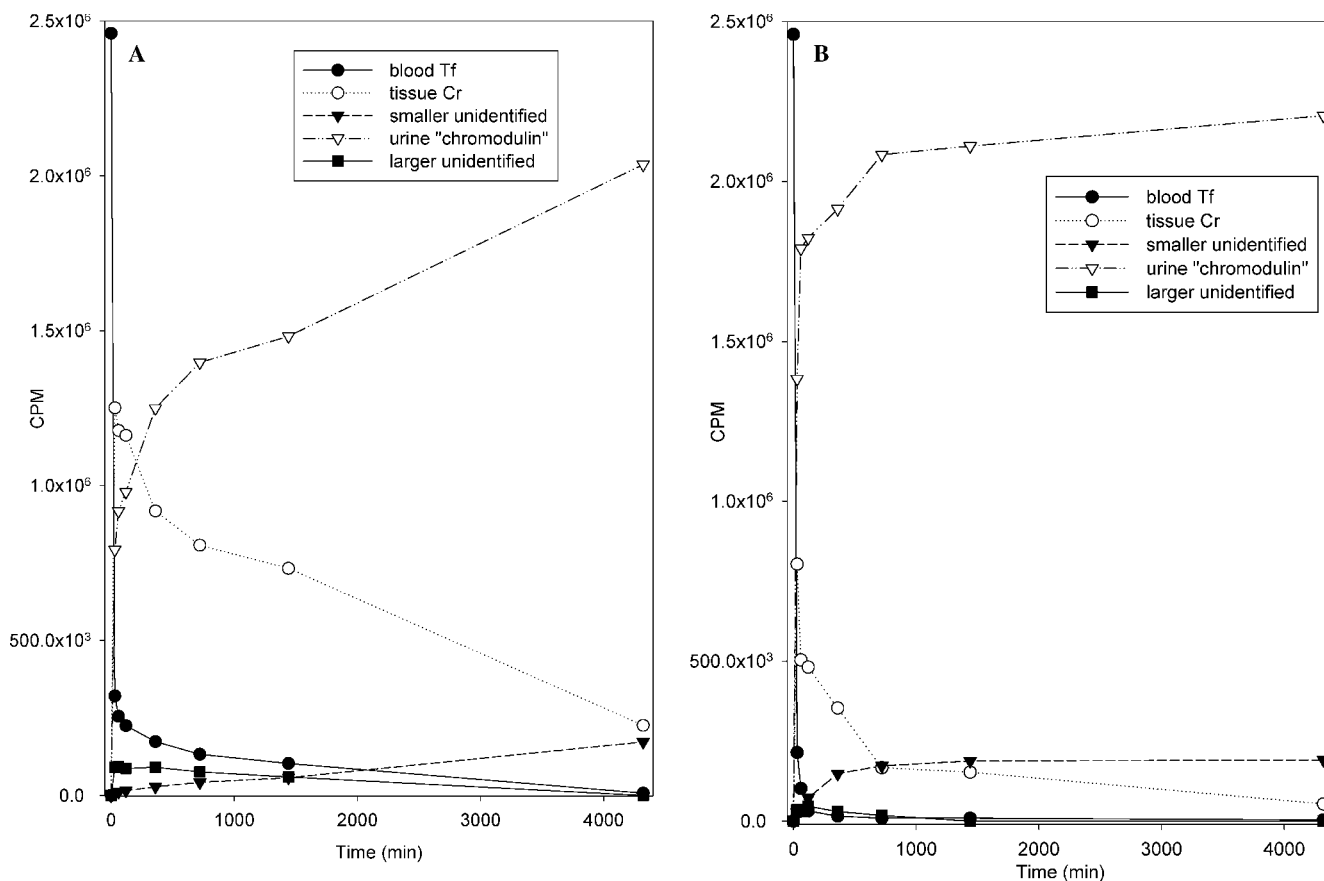 A
2.5x10⁶
2.0x10⁶
1.5x10⁶
1.0x10⁶
500.0x10³
0.0
CPM
blood Tf
tissue Cr
smaller unidentified
urine "chromodulin"
larger unidentified
0 1000 2000 3000 4000
Time (min)
B
2.5x10⁶
2.0x10⁶
1.5x10⁶
1.0x10⁶
500.0x10³
0.0
CPM
blood Tf
tissue Cr
smaller unidentified
urine "chromodulin"
larger unidentified
0 1000 2000 3000 4000
Time (min)